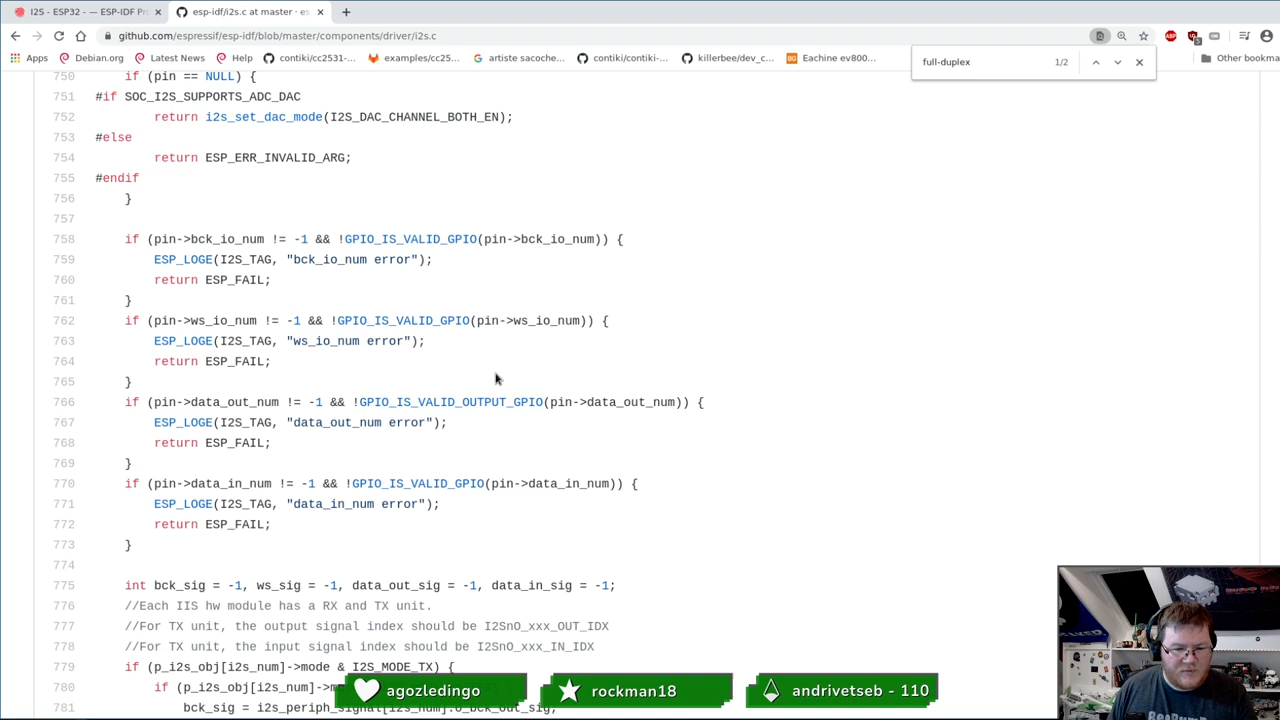 I2S - ESP32 - — ESP-IDF Pr
esp-idf/i2s.c at master · es
github.com/espressif/esp-idf/blob/master/components/driver/i2s.c
Apps Debian.org Latest News Help contiki/cc2531-... examples/cc25... artiste sacoche... contiki/contiki-... killerbee/dev_c... Eachine ev800... Other bookma
full-duplex 1/2
750 if (pin == NULL) {
751 #if SOC_I2S_SUPPORTS_ADC_DAC
752 return i2s_set_dac_mode(I2S_DAC_CHANNEL_BOTH_EN);
753 #else
754 return ESP_ERR_INVALID_ARG;
755 #endif
756 }
757
758 if (pin->bck_io_num != -1 && !GPIO_IS_VALID_GPIO(pin->bck_io_num)) {
759 ESP_LOGE(I2S_TAG, "bck_io_num error");
760 return ESP_FAIL;
761 }
762 if (pin->ws_io_num != -1 && !GPIO_IS_VALID_GPIO(pin->ws_io_num)) {
763 ESP_LOGE(I2S_TAG, "ws_io_num error");
764 return ESP_FAIL;
765 }
766 if (pin->data_out_num != -1 && !GPIO_IS_VALID_OUTPUT_GPIO(pin->data_out_num)) {
767 ESP_LOGE(I2S_TAG, "data_out_num error");
768 return ESP_FAIL;
769 }
770 if (pin->data_in_num != -1 && !GPIO_IS_VALID_GPIO(pin->data_in_num)) {
771 ESP_LOGE(I2S_TAG, "data_in_num error");
772 return ESP_FAIL;
773 }
774
775 int bck_sig = -1, ws_sig = -1, data_out_sig = -1, data_in_sig = -1;
776 //Each IIS hw module has a RX and TX unit.
777 //For TX unit, the output signal index should be I2SnO_xxx_OUT_IDX
778 //For TX unit, the input signal index should be I2SnO_xxx_IN_IDX
779 if (p_i2s_obj[i2s_num]->mode & I2S_MODE_TX) {
780 if (p_i2s_obj[i2s_num]->m
781 bck_sig = i2s_periph_signal[i2s_num].o_bck_out_sig;
agozledingo
rockman18
andrivetseb - 110